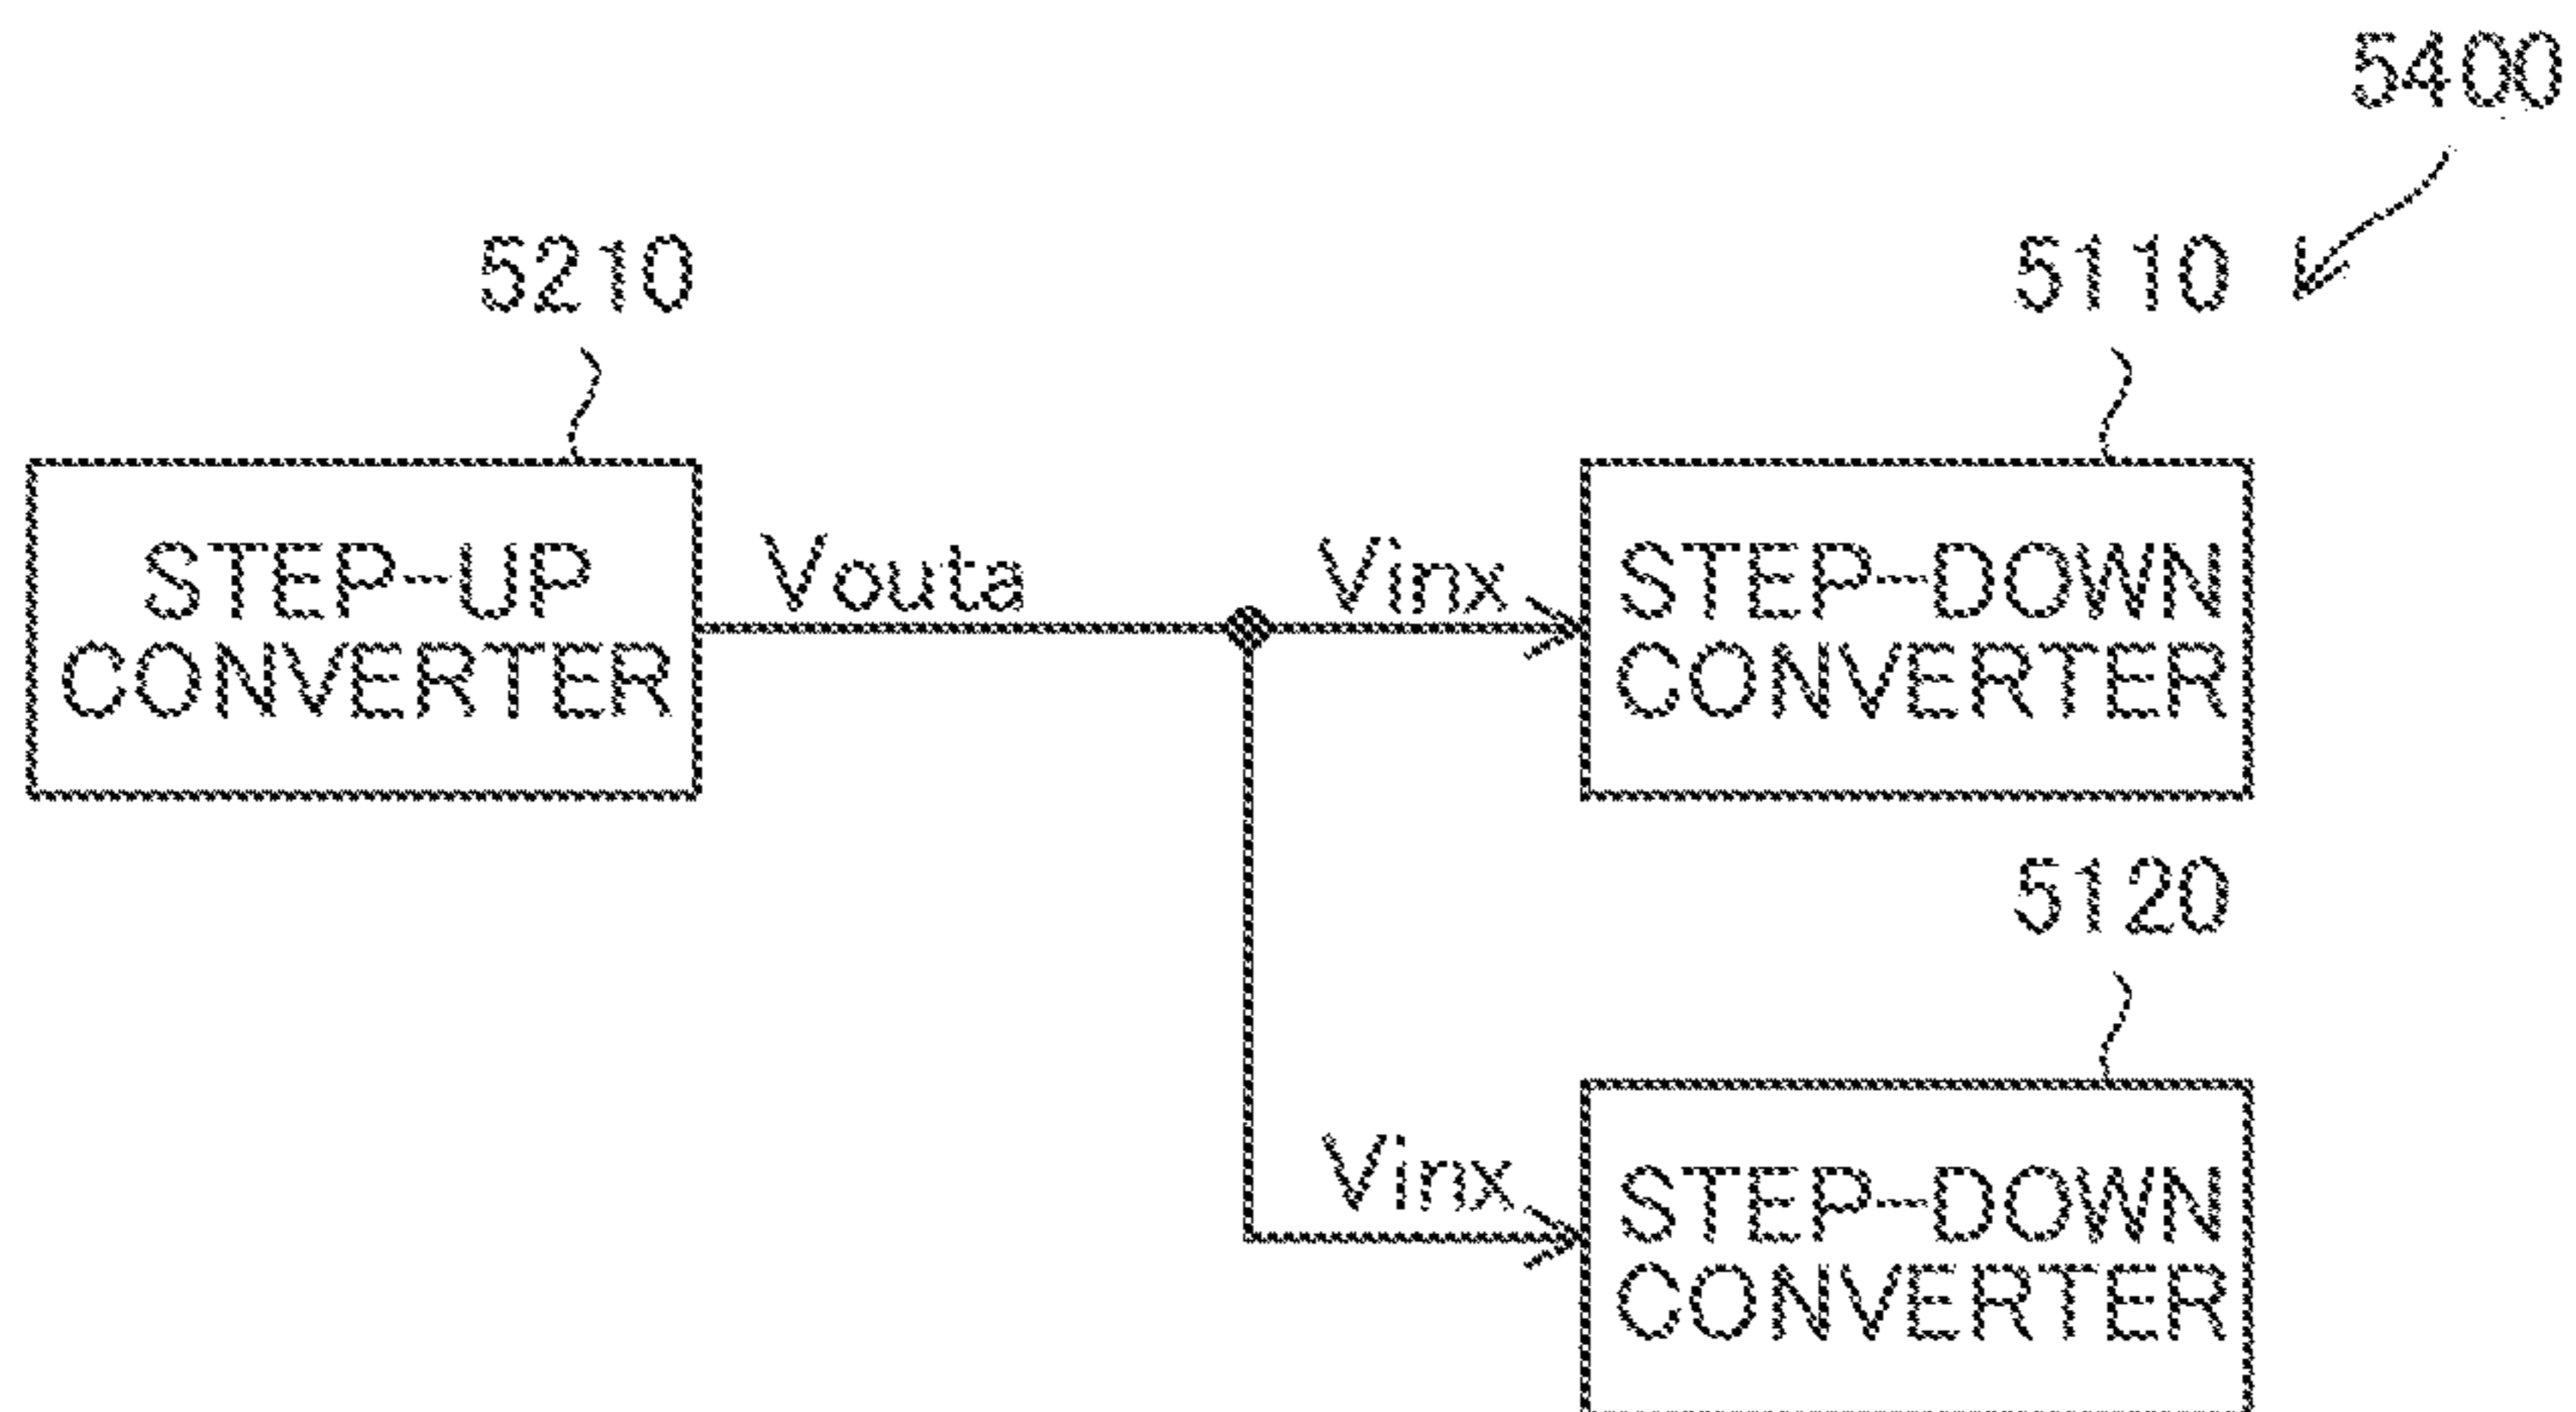 5400
5210
5110
STEP-UP
CONVERTER
Vouta
Vinx
STEP-DOWN
CONVERTER
5120
Vinx
STEP-DOWN
CONVERTER